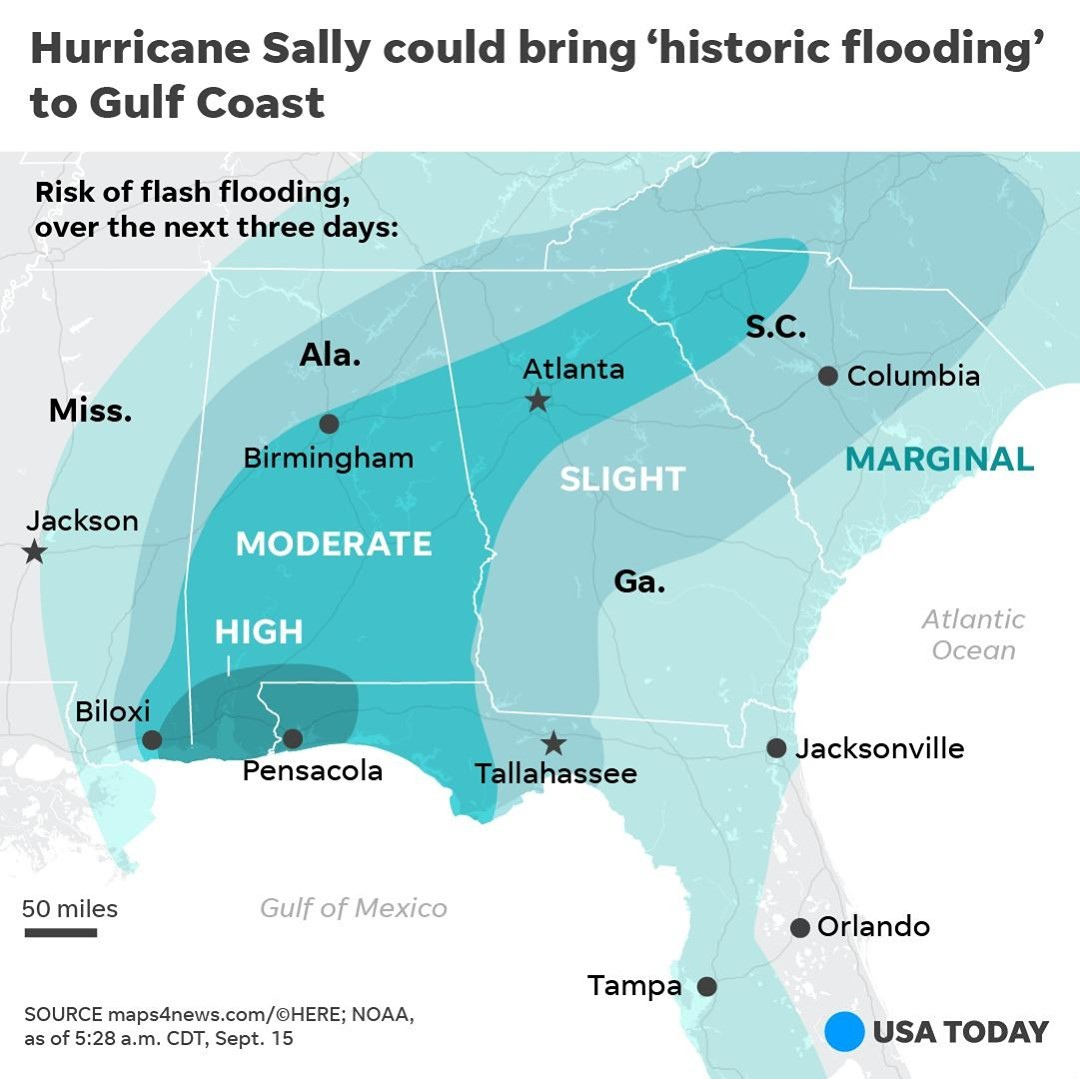 Hurricane Sally could bring ‘historic flooding’
to Gulf Coast
Risk of flash flooding,
over the next three days:
S.C.
Ala.
Atlanta
Columbia
Miss.
Birmingham
MARGINAL
SLIGHT
Jackson
MODERATE
Ga.
HIGH
Atlantic
Ocean
Biloxi
Jacksonville
Pensacola
Tallahassee
50 miles
Gulf of Mexico
Orlando
Tampa
SOURCE maps4news.com/©HERE; NOAA,
as of 5:28 a.m. CDT, Sept. 15
USA TODAY